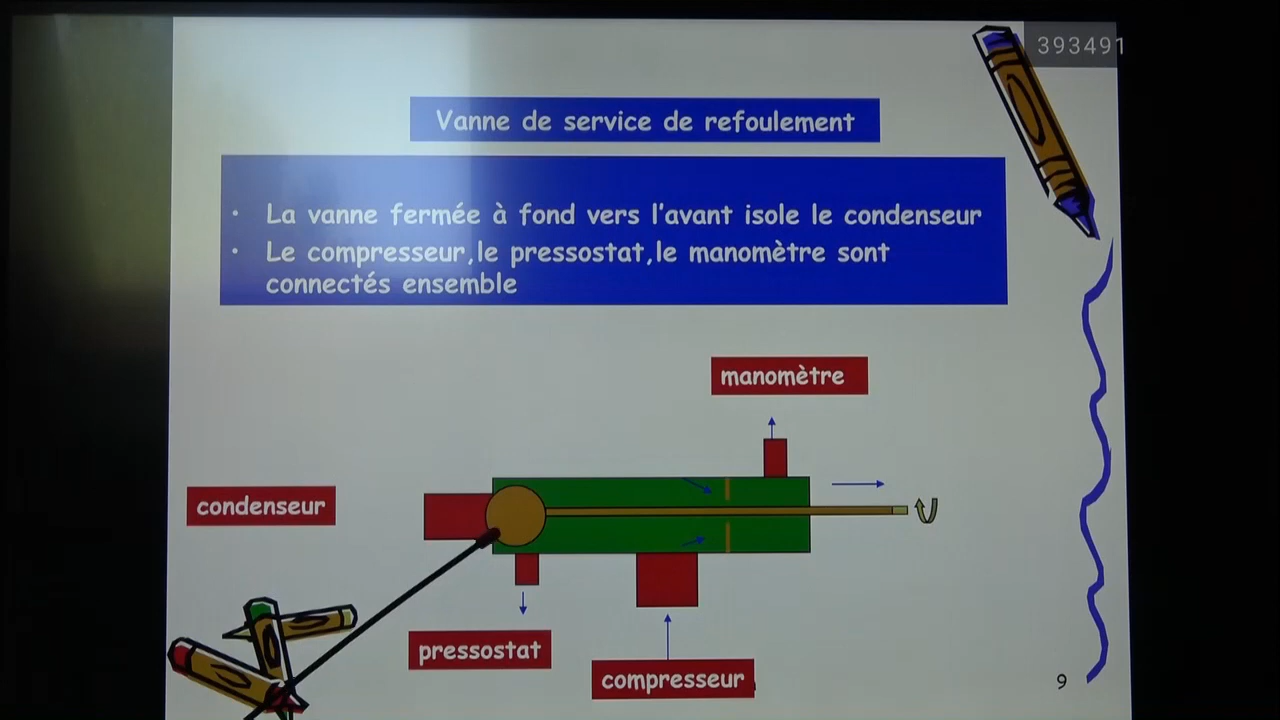 393491
Vanne de service de refoulement
• La vanne fermée à fond vers l'avant isole le condenseur
• Le compresseur,le pressostat,le manomètre sont
connectés ensemble
manomètre
condenseur
pressostat
compresseur
9